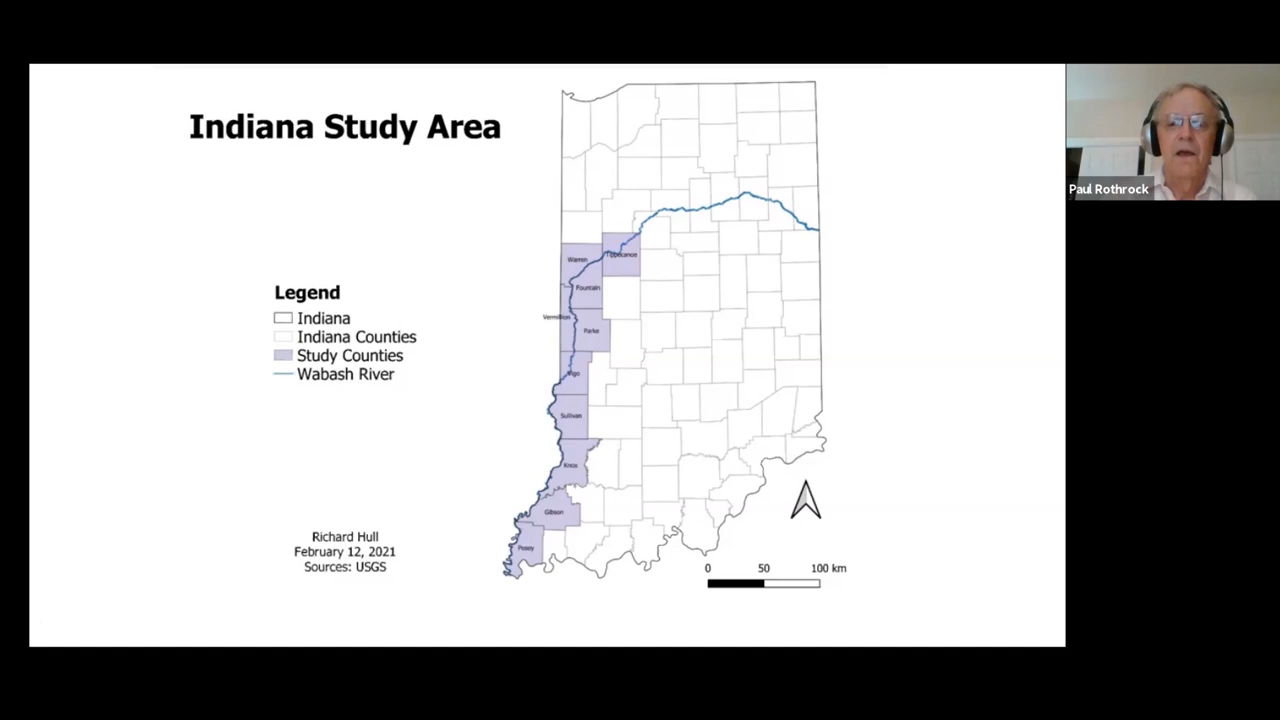 Indiana Study Area
Paul Rothrock
Warren
Tippecanoe
Fountain
Vermillion
Parke
Vigo
Sullivan
Knox
Gibson
Posey
Legend
Indiana
Indiana Counties
Study Counties
Wabash River
Richard Hull
February 12, 2021
Sources: USGS
0 50 100 km